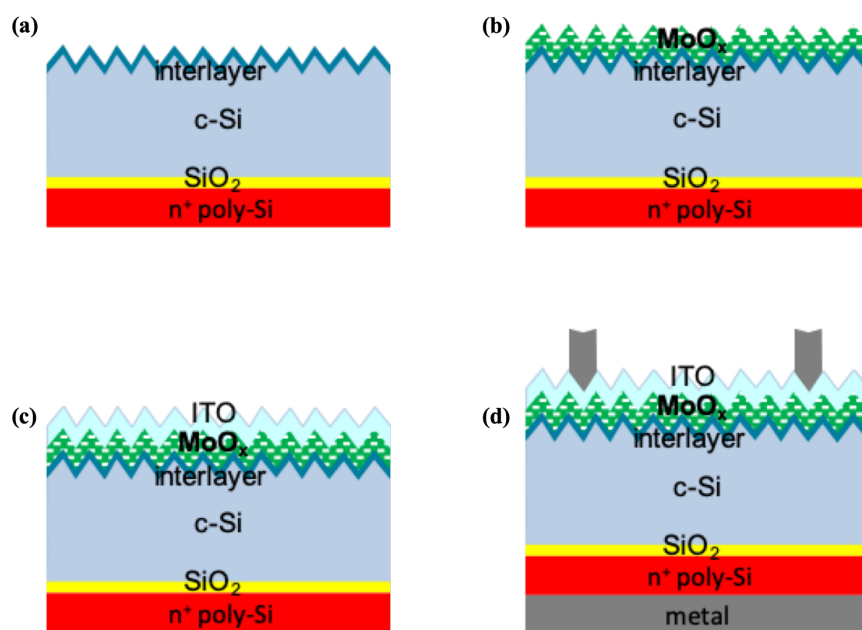 (a)
interlayer
c-Si
SiO₂
n⁺ poly-Si
(b)
MoOₓ
interlayer
c-Si
SiO₂
n⁺ poly-Si
(c)
ITO
MoOₓ
interlayer
c-Si
SiO₂
n⁺ poly-Si
(d)
ITO
MoOₓ
interlayer
c-Si
SiO₂
n⁺ poly-Si
metal